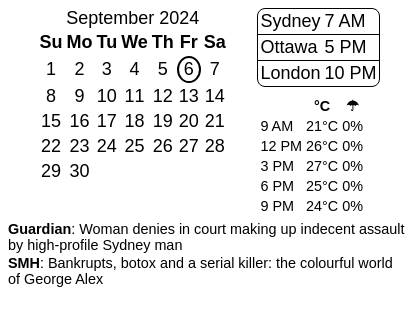 September 2024
Su Mo Tu We Th Fr Sa
1 2 3 4 5 6 7
8 9 10 11 12 13 14
15 16 17 18 19 20 21
22 23 24 25 26 27 28
29 30
Sydney 7 AM
Ottawa 5 PM
London 10 PM
°C ☂
9 AM 21°C 0%
12 PM 26°C 0%
3 PM 27°C 0%
6 PM 25°C 0%
9 PM 24°C 0%
Guardian: Woman denies in court making up indecent assault
by high-profile Sydney man
SMH: Bankrupts, botox and a serial killer: the colourful world
of George Alex